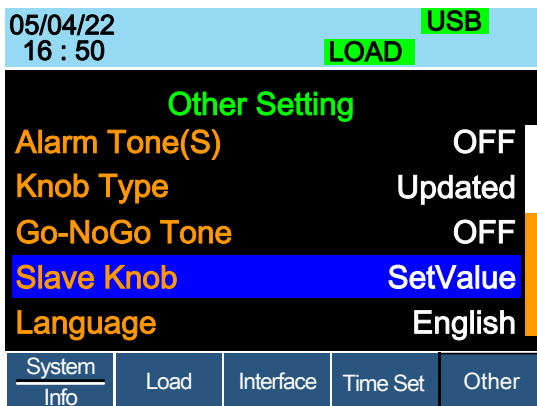 05/04/22 USB
16 : 50 LOAD
Other Setting
Alarm Tone(S) OFF
Knob Type Updated
Go-NoGo Tone OFF
Slave Knob SetValue
Language English
System Load Interface Time Set Other
Info